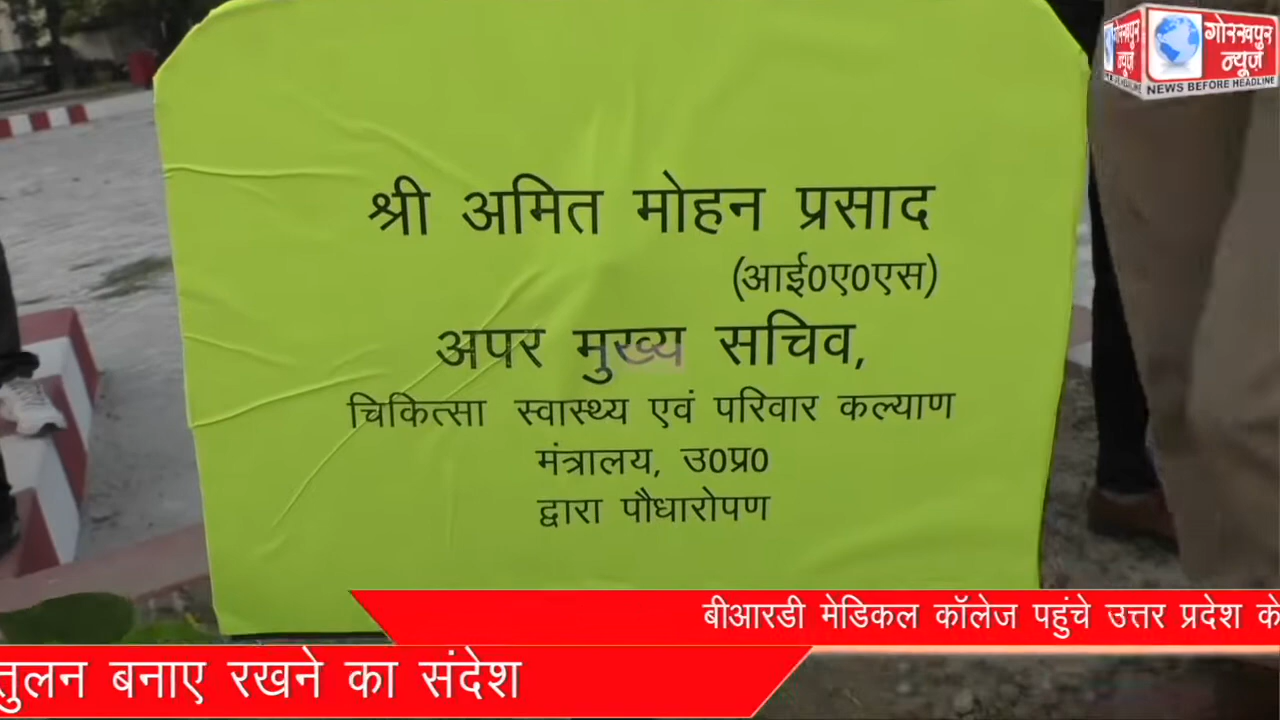 गोरखपुर
न्यूज़
गोरखपुर
न्यूज़
NEWS BEFORE HEADLINE
श्री अमित मोहन प्रसाद
(आई0ए0एस)
अपर मुख्य सचिव,
चिकित्सा स्वास्थ्य एवं परिवार कल्याण
मंत्रालय, उ0प्र0
द्वारा पौधारोपण
बीआरडी मेडिकल कॉलेज पहुंचे उत्तर प्रदेश के
तुलन बनाए रखने का संदेश